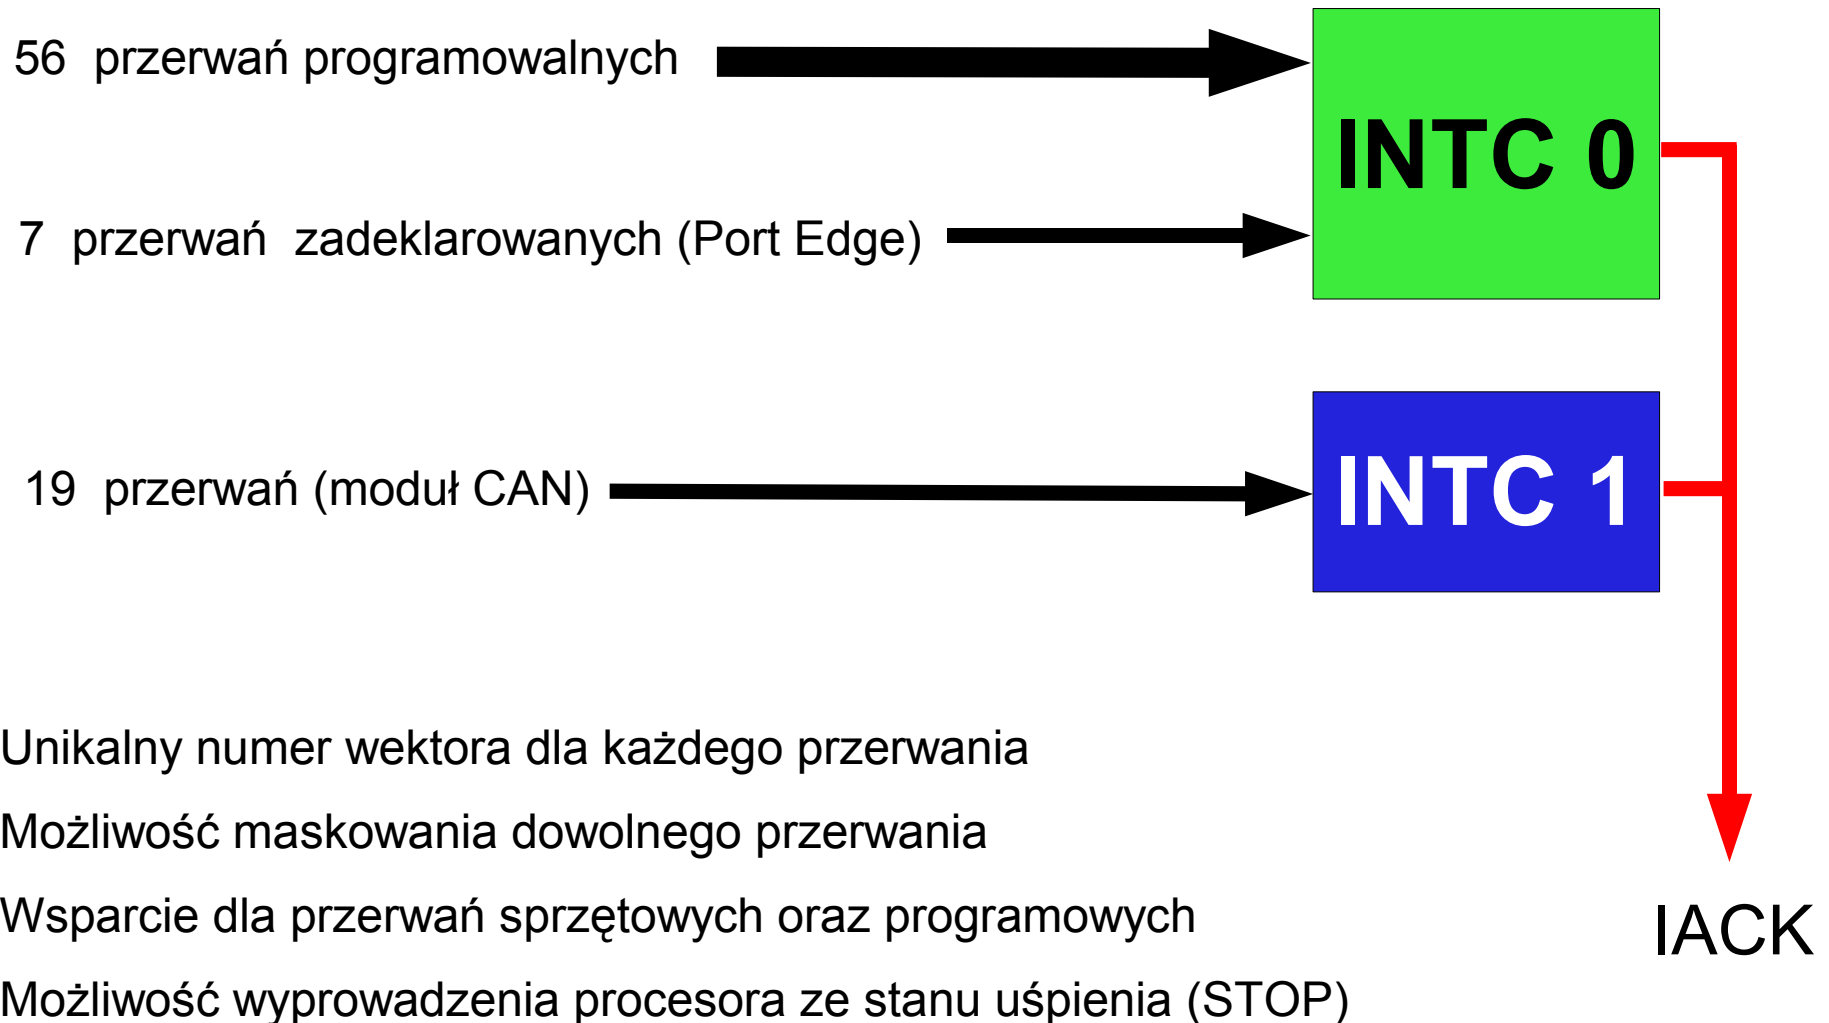 56 przerwań programowalnych
INTC 0
7 przerwań zadeklarowanych (Port Edge)
19 przerwań (moduł CAN)
INTC 1
Unikalny numer wektora dla każdego przerwania
Możliwość maskowania dowolnego przerwania
Wsparcie dla przerwań sprzętowych oraz programowych
IACK
Możliwość wyprowadzenia procesora ze stanu uśpienia (STOP)